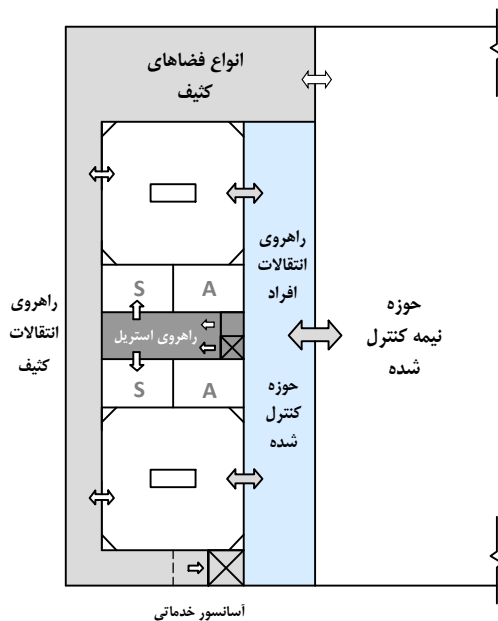 انواع فضاهای
کثیف
راهروی
انتقالات
افراد
حوزه
نیمه کنترل
شده
راهروی
انتقالات
کثیف
S
A
راهروی استریل
S
A
حوزه
کنترل
شده
آسانسور خدماتی